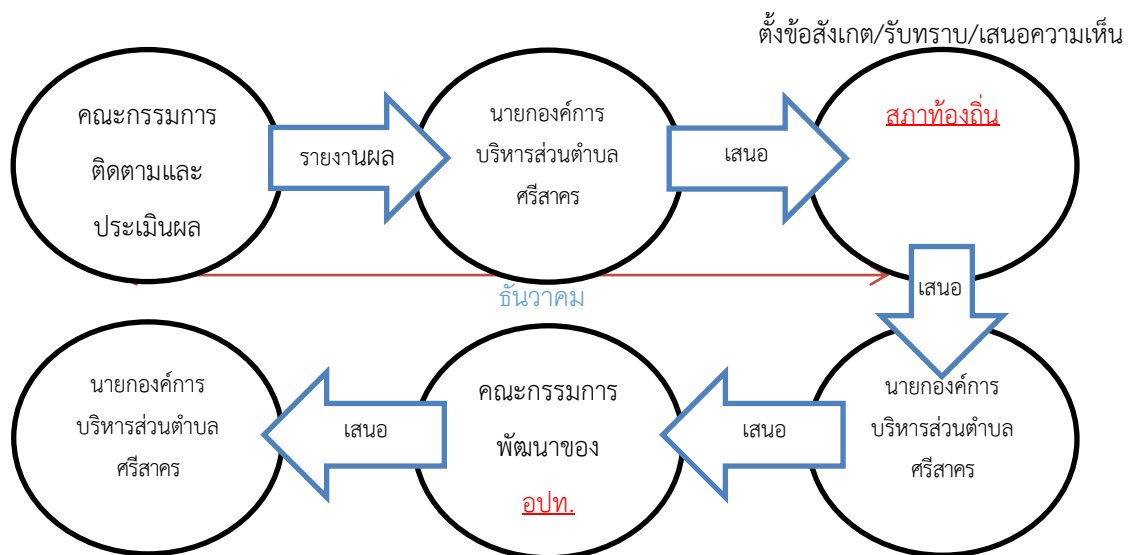 ตั้งข้อสังเกต/รับทราบ/เสนอความเห็น
คณะกรรมการ
ติดตามและ
ประเมินผล
รายงานผล
นายกองค์การ
บริหารส่วนตำบล
ศรีสาคร
เสนอ
สภาท้องถิ่น
ธันวาคม
เสนอ
นายกองค์การ
บริหารส่วนตำบล
ศรีสาคร
เสนอ
คณะกรรมการ
พัฒนาของ
อปท.
เสนอ
นายกองค์การ
บริหารส่วนตำบล
ศรีสาคร